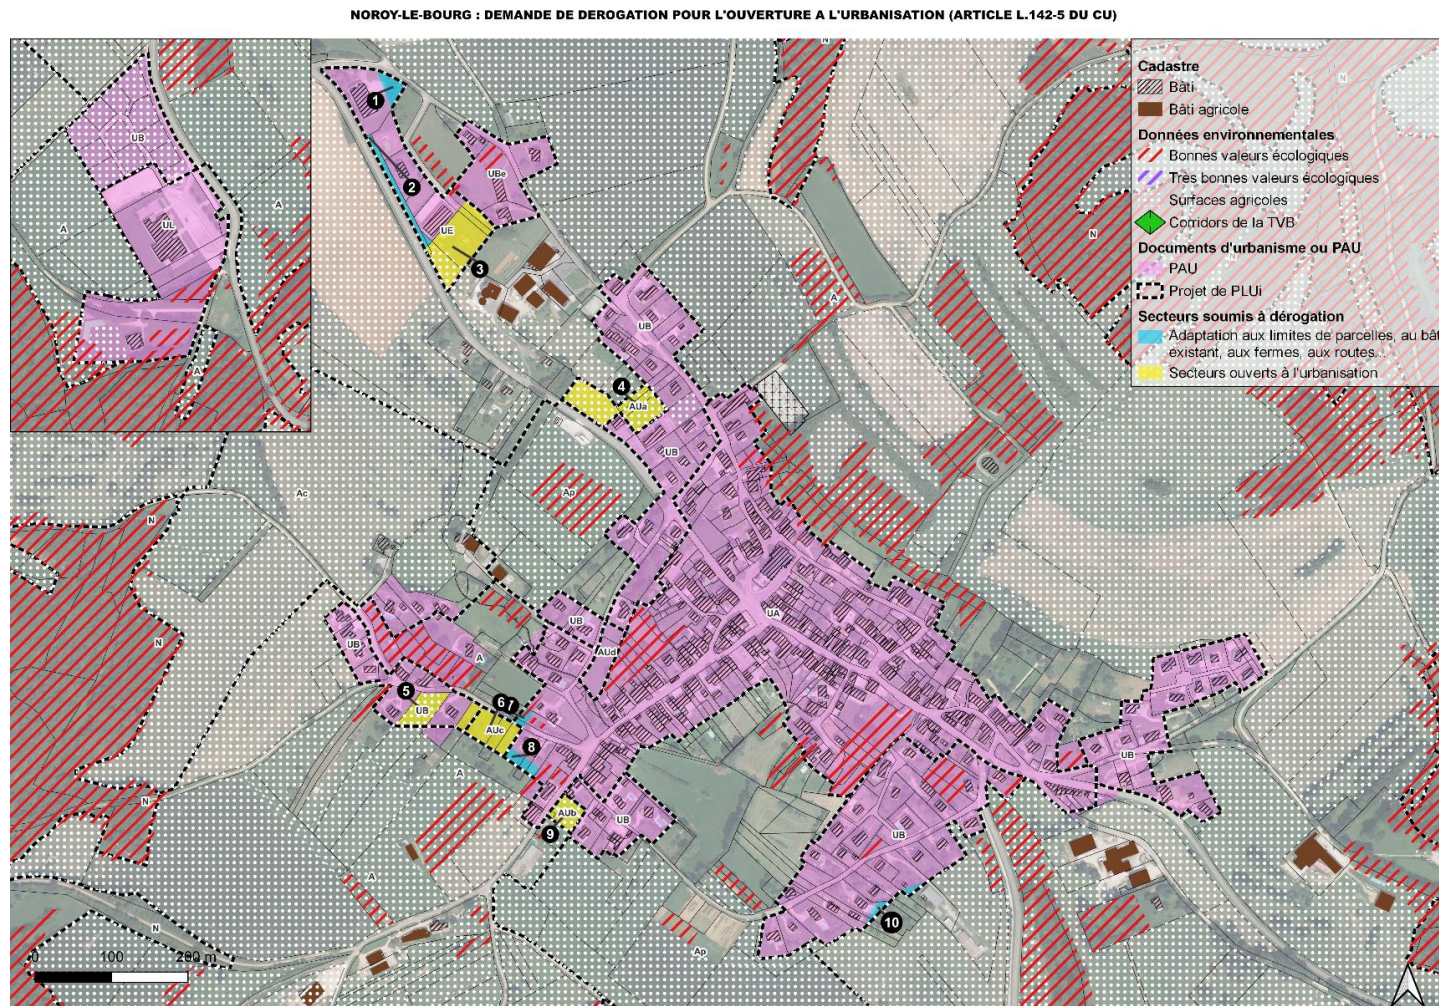 NOROY-LE-BOURG : DEMANDE DE DEROGATION POUR L'OUVERTURE A L'URBANISATION (ARTICLE L.142-5 DU CU)
Cadastre
Bâti
Bâti agricole
Données environnementales
Bonnes valeurs écologiques
Très bonnes valeurs écologiques
Surfaces agricoles
Corridors de la TVB
Documents d'urbanisme ou PAU
PAU
Projet de PLUi
Secteurs soumis à dérogation
Adaptation aux limites de parcelles, au bât
existant, aux fermes, aux routes...
Secteurs ouverts à l'urbanisation
N
N
N
N
UB
A
A
UL
A
A
1
2
UBe
UE
3
A
UB
4
AUa
UB
Ap
Ac
N
N
UA
UB
UB
AUd
A
5
UB
6
7
AUc
8
A
UB
N
AUb
UB
9
UB
A
10
N
Ap
0 100 200 m